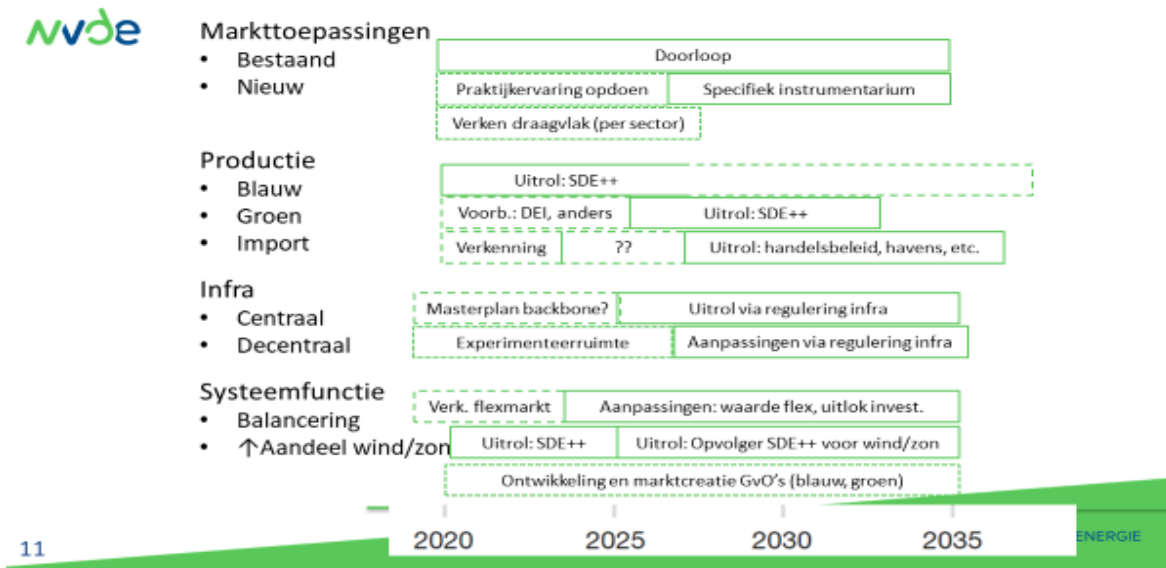 nvde
Markttoepassingen
• Bestaand
• Nieuw
Doorloop
Praktijkervaring opdoen
Specifiek instrumentarium
Verken draagvlak (per sector)
Productie
• Blauw
• Groen
• Import
Uitrol: SDE++
Voorb.: DEI, anders
Uitrol: SDE++
Verkenning
??
Uitrol: handelsbeleid, havens, etc.
Infra
• Centraal
• Decentraal
Masterplan backbone?
Uitrol via regulering infra
Experimenteerruimte
Aanpassingen via regulering infra
Systeemfunctie
• Balancering
• ↑Aandeel wind/zon
Verk. flexmarkt
Aanpassingen: waarde flex, uitlok invest.
Uitrol: SDE++
Uitrol: Opvolger SDE++ voor wind/zon
Ontwikkeling en marktcreatie GvO's (blauw, groen)
2020 2025 2030 2035
11
ENERGIE